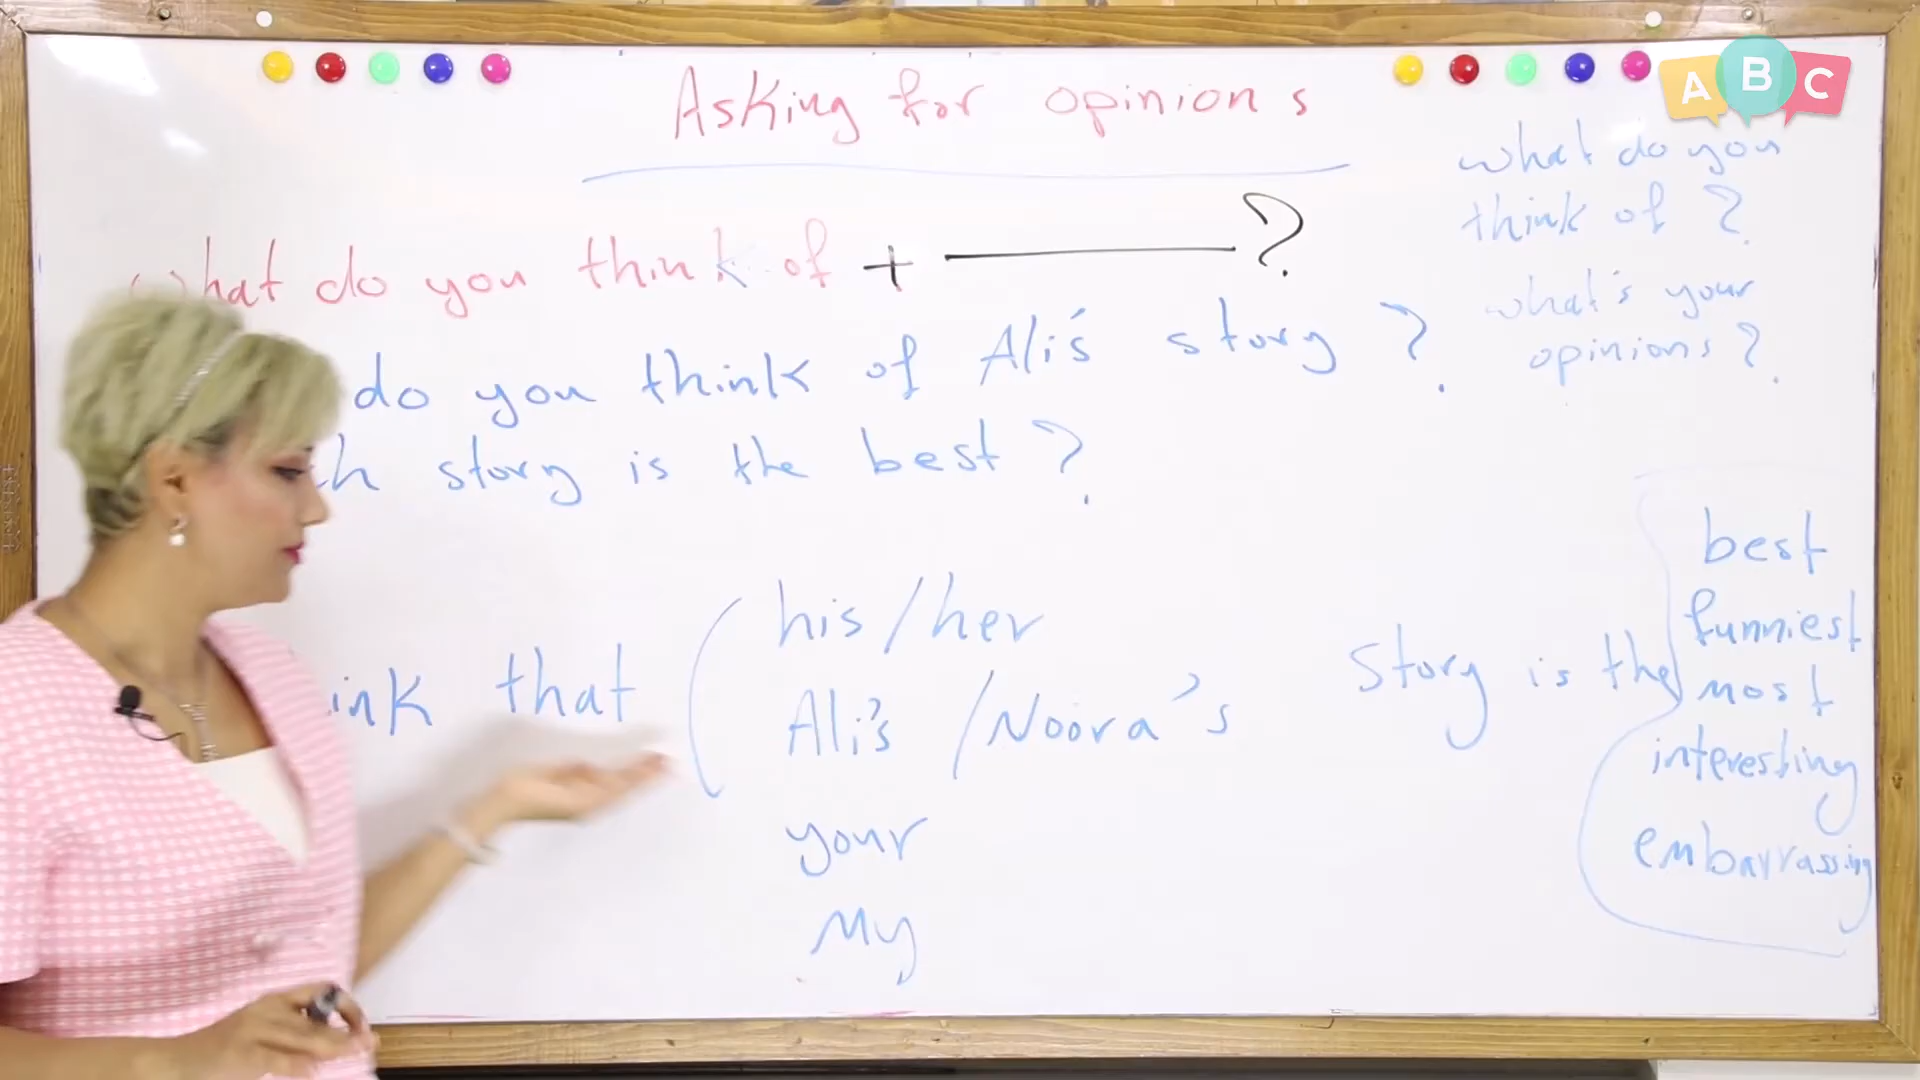 A B C
Asking for opinions
what do you think of + ?
do you think of Ali's story ?
story is the best ?
what do you
think of ?
what's your
opinions ?
that
his / her
Ali's / Noora's
your
My
Story is the
best
funniest
most
interesting
embarrassing